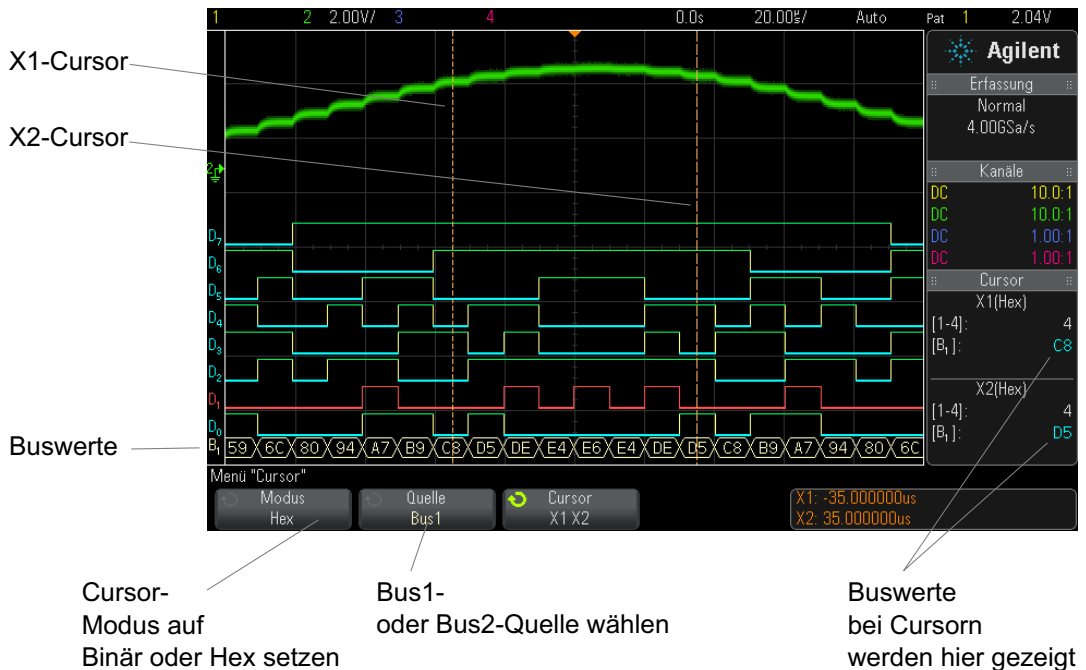 1 2 2.00V/ 3 4 0.0s 20.00㎲/ Auto Pat 1 2.04V
X1-Cursor
X2-Cursor
Buswerte
Agilent
Erfassung
Normal
4.00GSa/s
Kanäle
DC 10.0:1
DC 10.0:1
DC 1.00:1
DC 1.00:1
Cursor
X1(Hex)
[1-4]: 4
[B1]: C8
X2(Hex)
[1-4]: 4
[B1]: D5
2
D7
D6
D5
D4
D3
D2
D1
D0
B1 59 6C 80 94 A7 B9 C8 D5 DE E4 E6 E4 DE D5 C8 B9 A7 94 80 6C
Menü "Cursor"
Modus
Hex
Quelle
Bus1
Cursor
X1 X2
X1: -35.000000us
X2: 35.000000us
Cursor-
Modus auf
Binär oder Hex setzen
Bus1-
oder Bus2-Quelle wählen
Buswerte
bei Cursorn
werden hier gezeigt